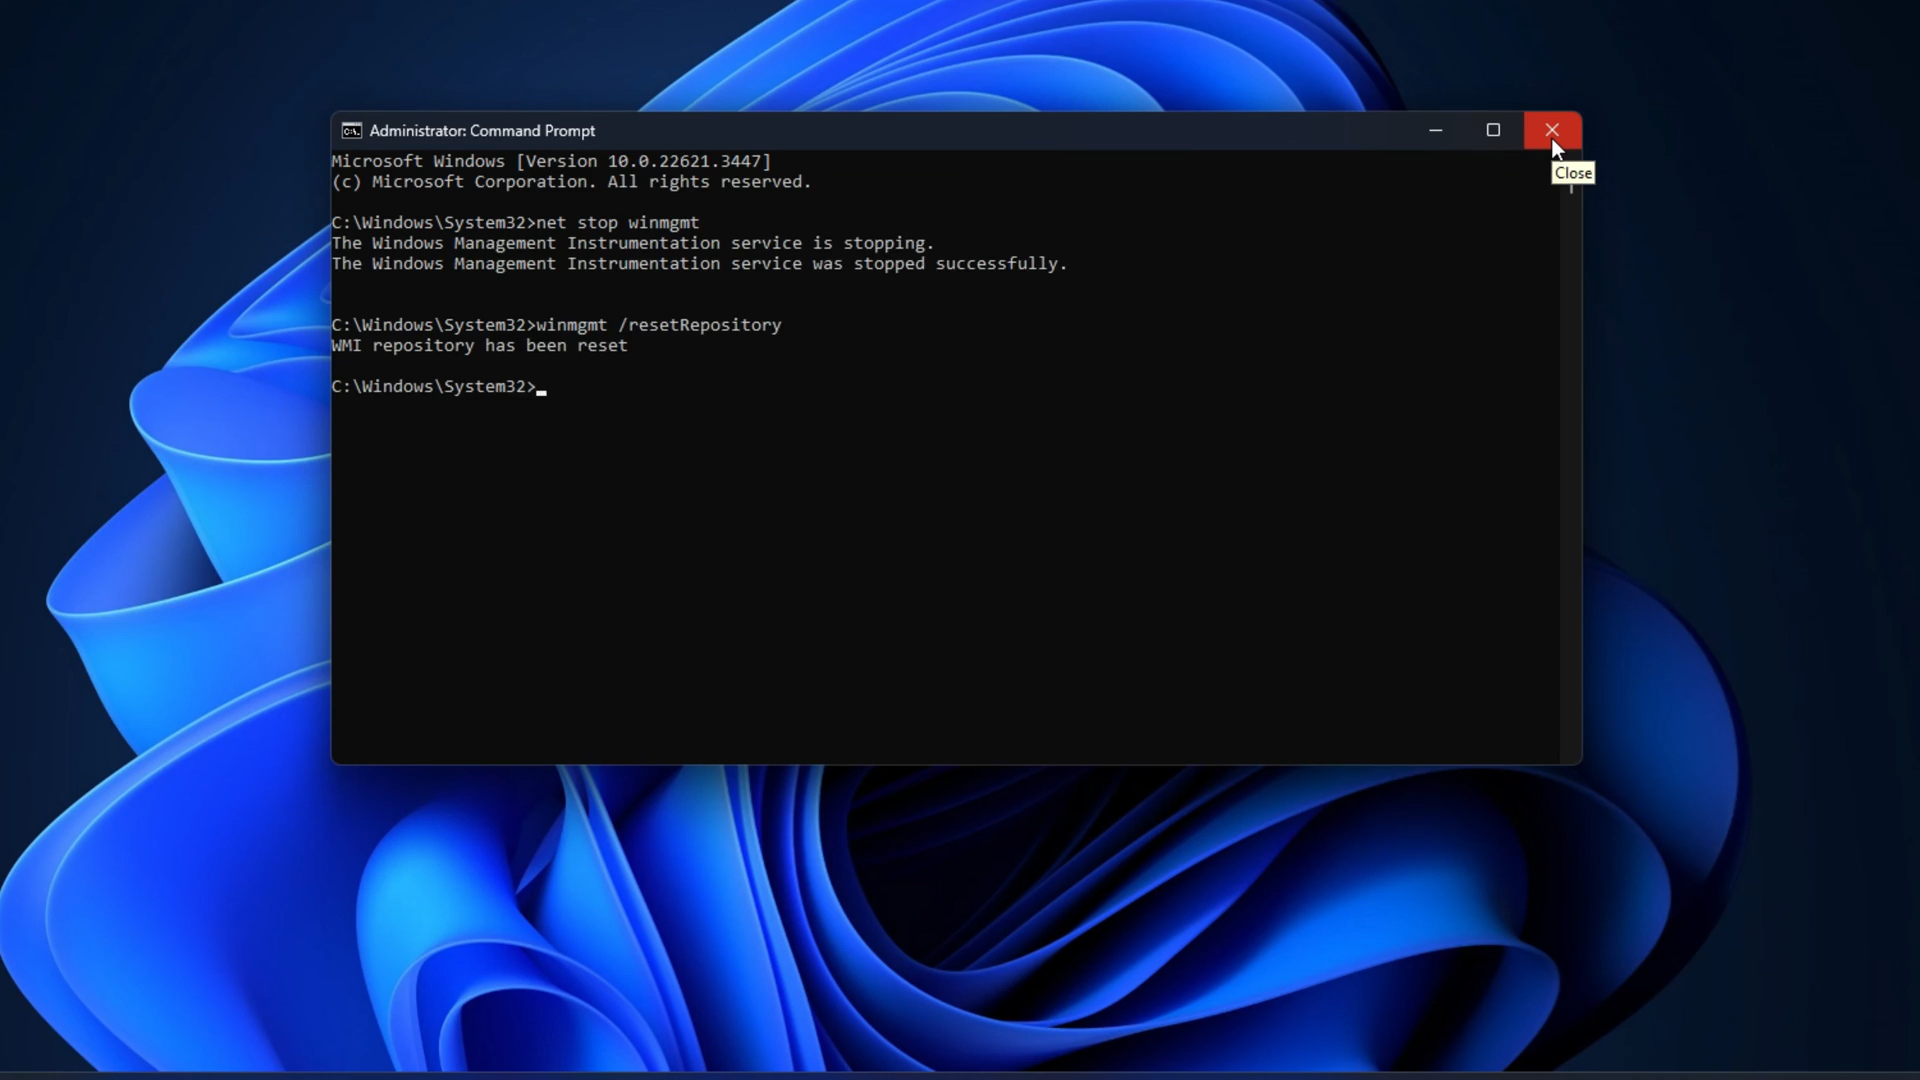 Administrator: Command Prompt
Close
Microsoft Windows [Version 10.0.22621.3447]
(c) Microsoft Corporation. All rights reserved.
C:\Windows\System32>net stop winmgmt
The Windows Management Instrumentation service is stopping.
The Windows Management Instrumentation service was stopped successfully.
C:\Windows\System32>winmgmt /resetRepository
WMI repository has been reset
C:\Windows\System32>